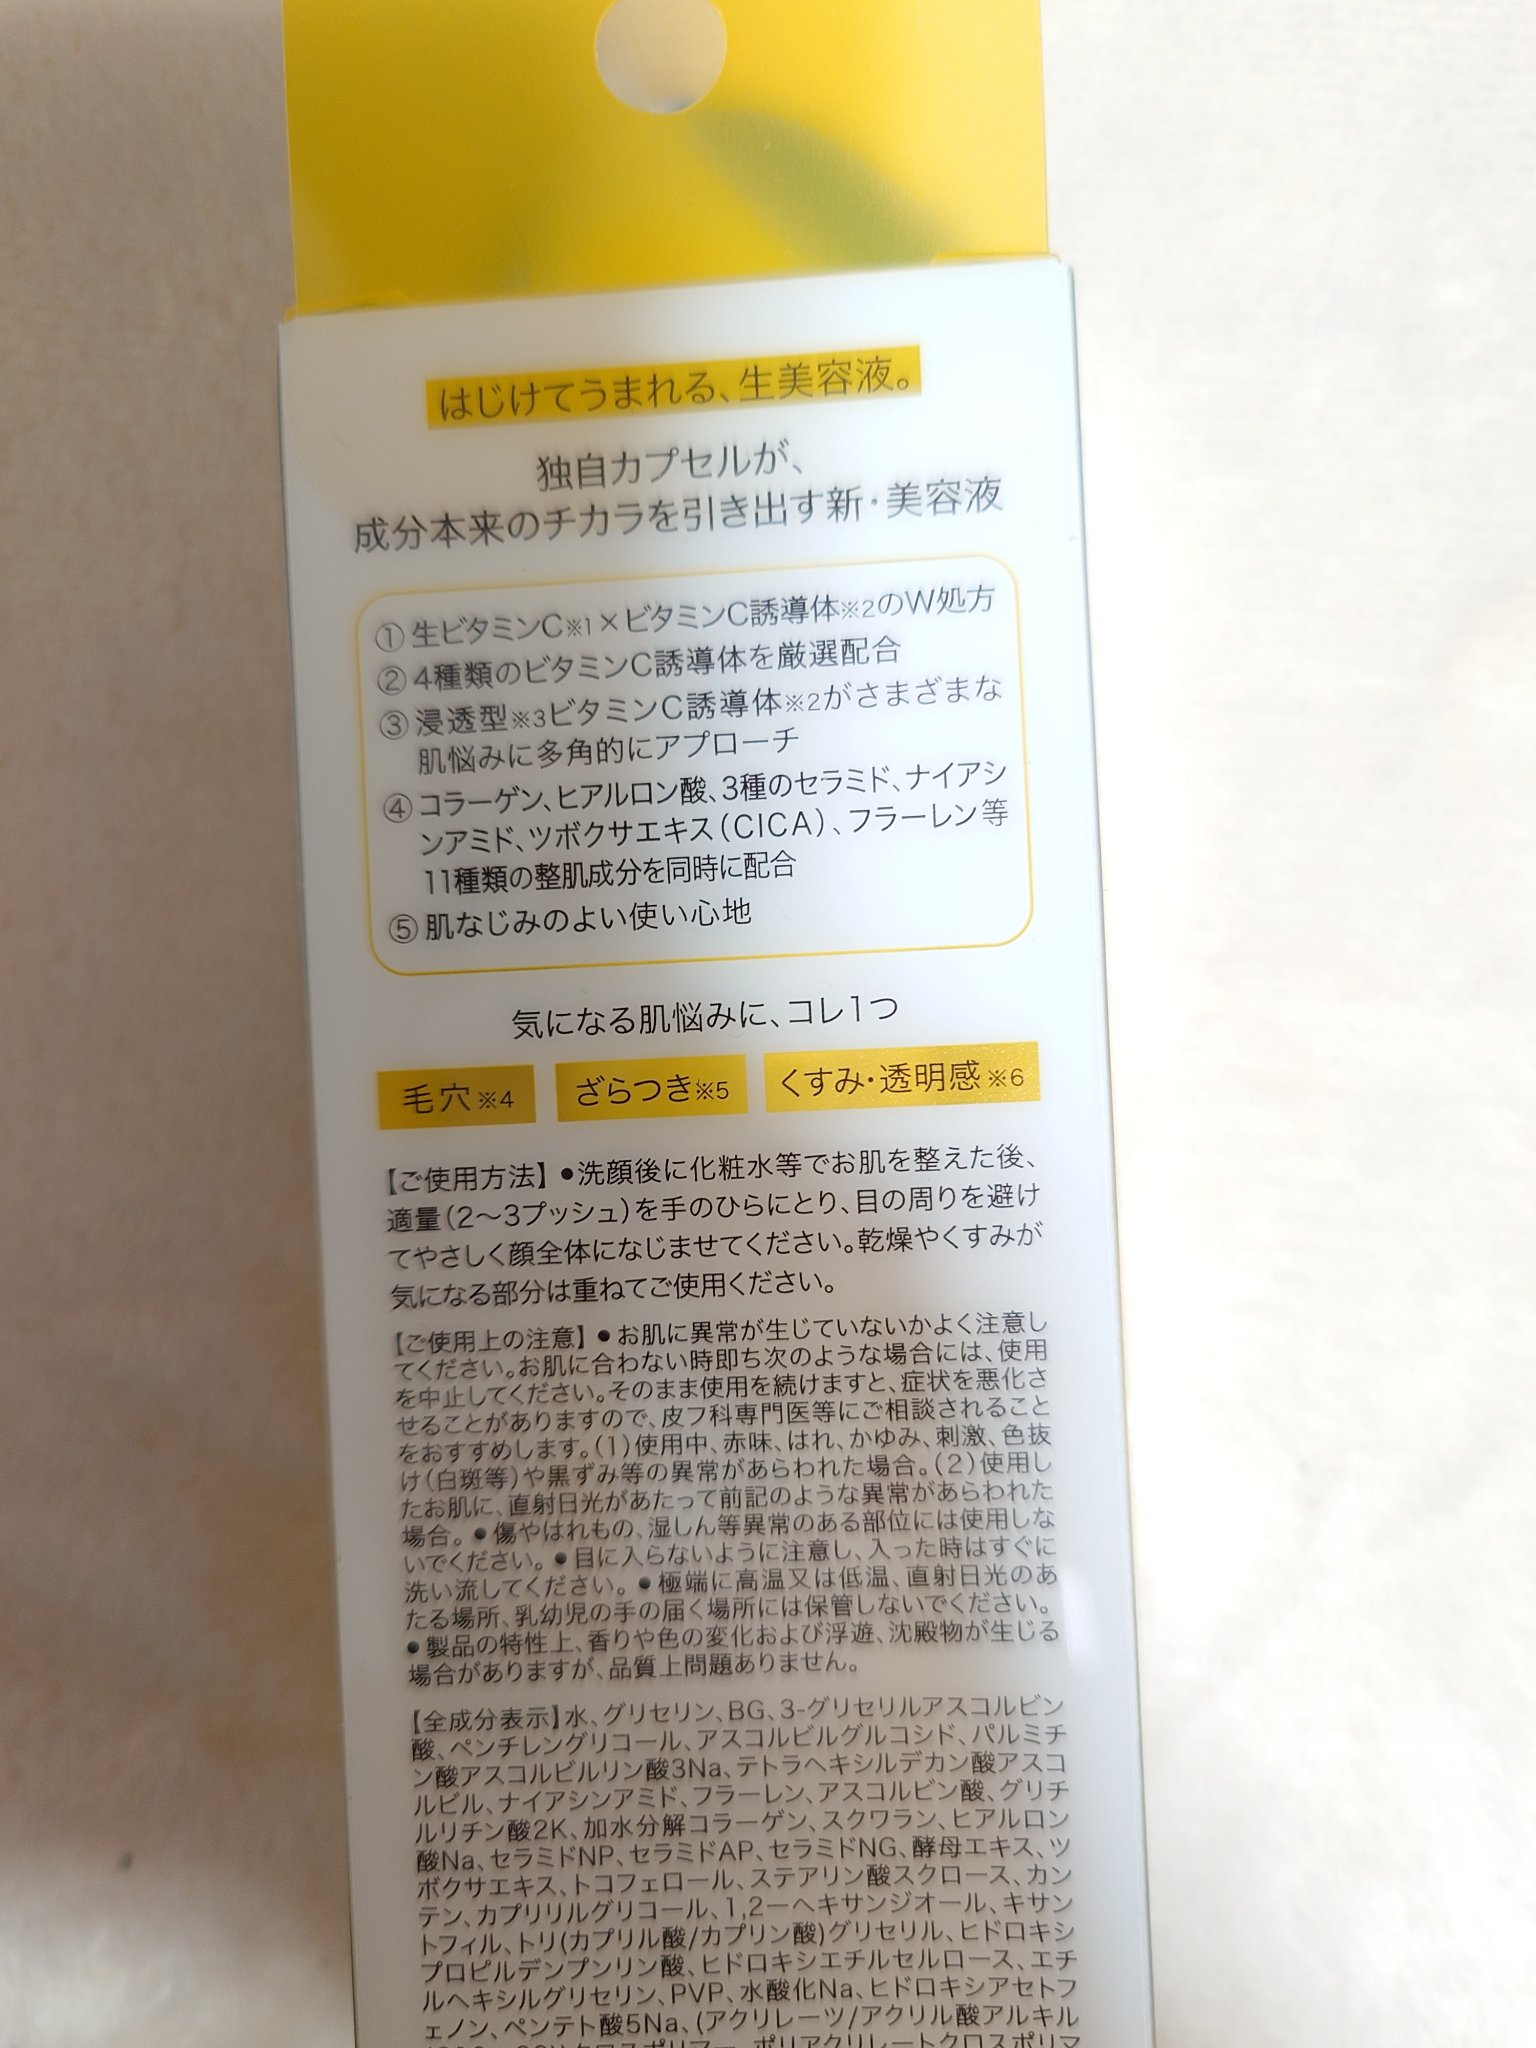 はじけてうまれる、生美容液。
独自カプセルが、
成分本来のチカラを引き出す新・美容液
① 生ビタミンC※1×ビタミンC誘導体※2のW処方
② 4種類のビタミンC誘導体を厳選配合
③ 浸透型※3ビタミンC誘導体※2がさまざまな
肌悩みに多角的にアプローチ
④ コラーゲン、ヒアルロン酸、3種のセラミド、ナイアシ
ンアミド、ツボクサエキス(CICA)、フラーレン等
11種類の整肌成分を同時に配合
⑤ 肌なじみのよい使い心地
気になる肌悩みに、コレ1つ
毛穴※4 ざらつき※5 くすみ・透明感※6
【ご使用方法】●洗顔後に化粧水等でお肌を整えた後、
適量(2～3プッシュ)を手のひらにとり、目の周りを避け
てやさしく顔全体になじませてください。乾燥やくすみが
気になる部分は重ねてご使用ください。
【ご使用上の注意】●お肌に異常が生じていないかよく注意し
てください。お肌に合わない時即ち次のような場合には、使用
を中止してください。そのまま使用を続けますと、症状を悪化さ
せることがありますので、皮フ科専門医等にご相談されること
をおすすめします。(1)使用中、赤味、はれ、かゆみ、刺激、色抜
け(白斑等)や黒ずみ等の異常があらわれた場合。(2)使用し
たお肌に、直射日光があたって前記のような異常があらわれた
場合。●傷やはれもの、湿しん等異常のある部位には使用しな
いでください。●目に入らないように注意し、入った時はすぐに
洗い流してください。●極端に高温又は低温、直射日光のあ
たる場所、乳幼児の手の届く場所には保管しないでください。
●製品の特性上、香りや色の変化および浮遊、沈殿物が生じる
場合がありますが、品質上問題ありません。
【全成分表示】水、グリセリン、BG、3-グリセリルアスコルビン
酸、ペンチレングリコール、アスコルビルグルコシド、パルミチ
ン酸アスコルビルリン酸3Na、テトラヘキシルデカン酸アスコ
ルビル、ナイアシンアミド、フラーレン、アスコルビン酸、グリチ
ルリチン酸2K、加水分解コラーゲン、スクワラン、ヒアルロン
酸Na、セラミドNP、セラミドAP、セラミドNG、酵母エキス、ツ
ボクサエキス、トコフェロール、ステアリン酸スクロース、カン
テン、カプリリルグリコール、1,2ーヘキサンジオール、キサン
トフィル、トリ(カプリル酸/カプリン酸)グリセリル、ヒドロキシ
プロピルデンプンリン酸、ヒドロキシエチルセルロース、エチ
ルヘキシルグリセリン、PVP、水酸化Na、ヒドロキシアセトフ
ェノン、ペンテト酸5Na、(アクリレーツ/アクリル酸アルキル
クロスポリマー、ポリアクリレートクロスポリマ